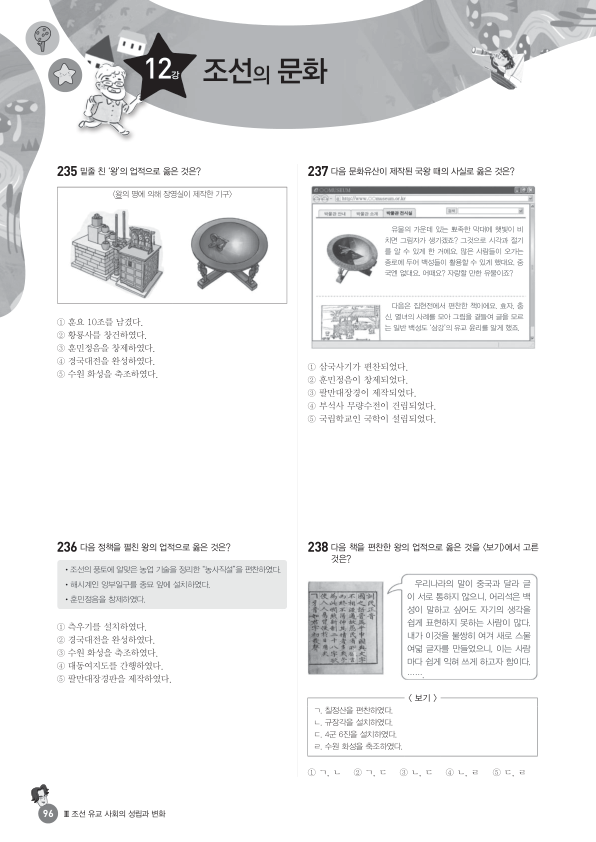 12강
조선의 문화
235 밑줄 친 '왕'의 업적으로 옳은 것은?
〈왕의 명에 의해 장영실이 제작한 기구〉
① 훈요 10조를 남겼다.
② 황룡사를 창건하였다.
③ 훈민정음을 창제하였다.
④ 경국대전을 완성하였다.
⑤ 수원 화성을 축조하였다.
236 다음 정책을 펼친 왕의 업적으로 옳은 것은?
• 조선의 풍토에 알맞은 농업 기술을 정리한 "농사직설"을 편찬하였다.
• 해시계인 앙부일구를 종묘 앞에 설치하였다.
• 훈민정음을 창제하였다.
① 측우기를 설치하였다.
② 경국대전을 완성하였다.
③ 수원 화성을 축조하였다.
④ 대동여지도를 간행하였다.
⑤ 팔만대장경판을 제작하였다.
237 다음 문화유산이 제작된 국왕 때의 사실로 옳은 것은?
○○MUSEUM
http://www.○○museum.or.kr
박물관 안내
박물관 소개
박물관 전시실
유물의 가운데 있는 뾰족한 막대에 햇빛이 비
치면 그림자가 생기겠죠? 그것으로 시각과 절기
를 알 수 있게 한 거예요. 많은 사람들이 오가는
종로에 두어 백성들이 활용할 수 있게 했대요. 중
국엔 없대요. 어때요? 자랑할 만한 유물이죠?
다음은 집현전에서 편찬한 책이에요. 효자, 충
신, 열녀의 사례를 모아 그림을 곁들여 글을 모르
는 일반 백성도 '삼강'의 유교 윤리를 알게 했죠.
① 삼국사기가 편찬되었다.
② 훈민정음이 창제되었다.
③ 팔만대장경이 제작되었다.
④ 부석사 무량수전이 건립되었다.
⑤ 국립학교인 국학이 설립되었다.
238 다음 책을 편찬한 왕의 업적으로 옳은 것을 〈보기〉에서 고른
것은?
우리나라의 말이 중국과 달라 글
이 서로 통하지 않으니, 어리석은 백
성이 말하고 싶어도 자기의 생각을
쉽게 표현하지 못하는 사람이 많다.
내가 이것을 불쌍히 여겨 새로 스물
여덟 글자를 만들었으니, 이는 사람
마다 쉽게 익혀 쓰게 하고자 함이다.
…….
〈 보기 〉
ㄱ. 칠정산을 편찬하였다.
ㄴ. 규장각을 설치하였다.
ㄷ. 4군 6진을 설치하였다.
ㄹ. 수원 화성을 축조하였다.
① ㄱ, ㄴ ② ㄱ, ㄷ ③ ㄴ, ㄷ ④ ㄴ, ㄹ ⑤ ㄷ, ㄹ
96 Ⅲ 조선 유교 사회의 성립과 변화